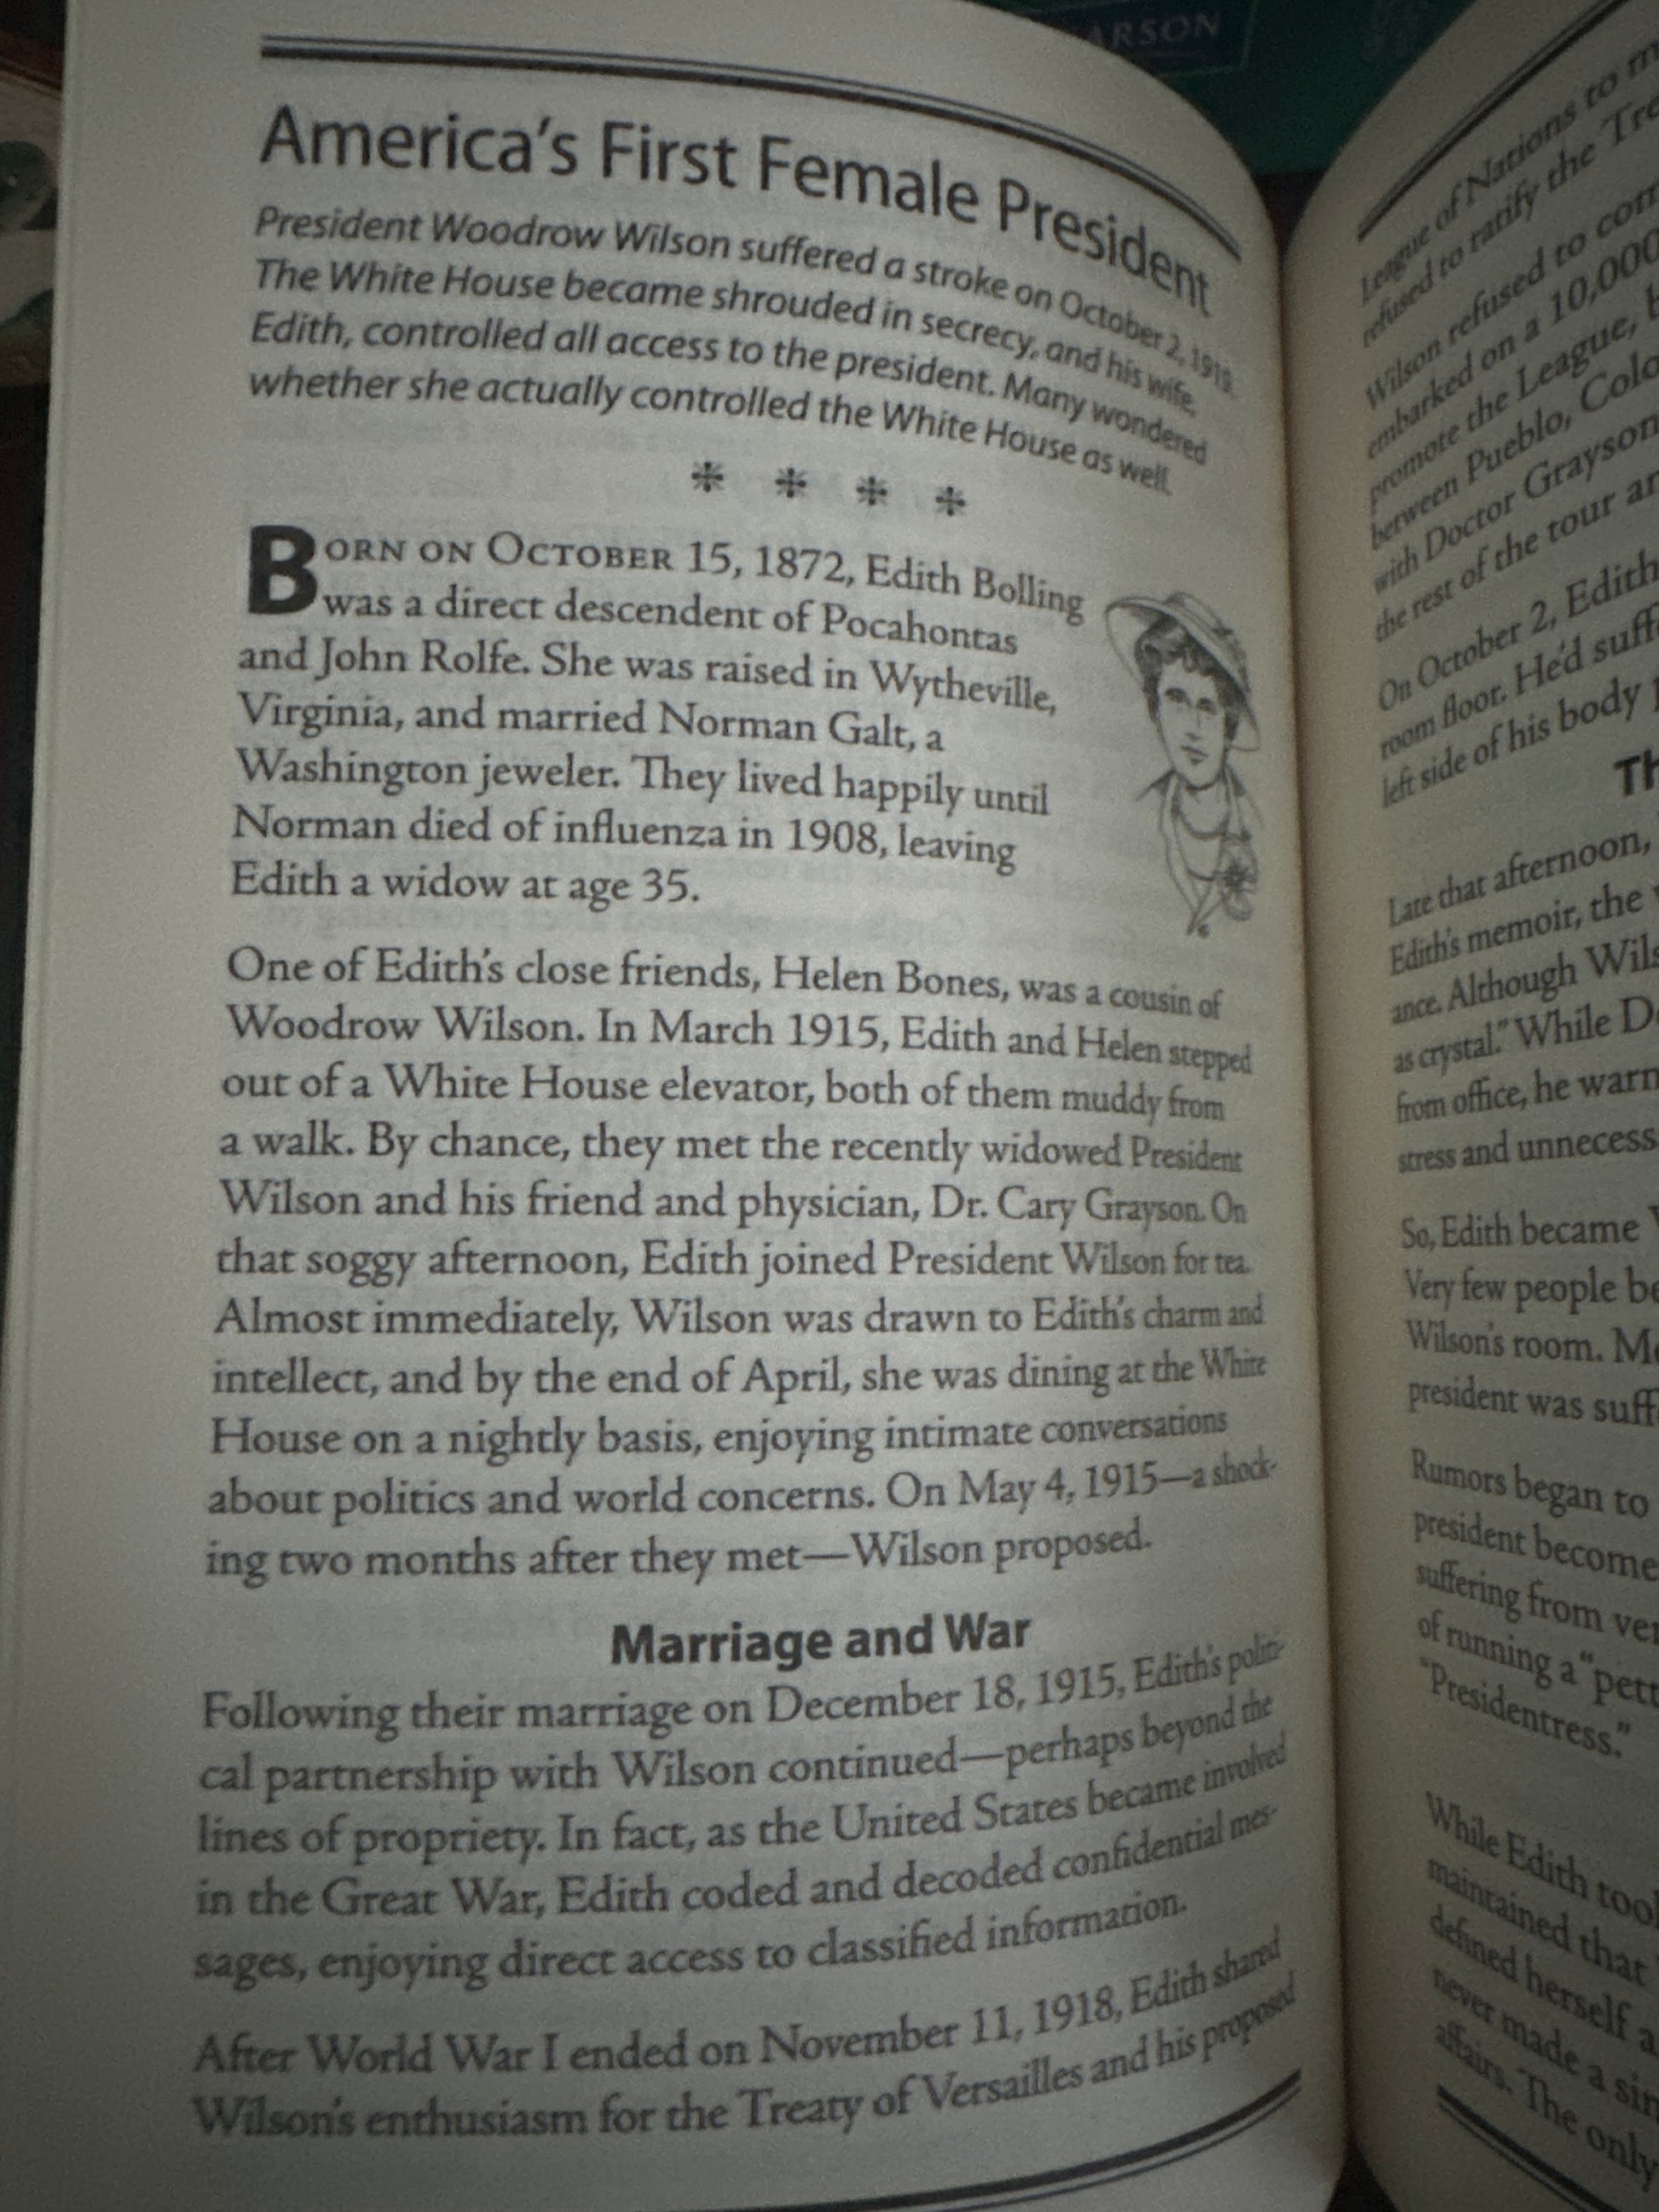 ARSON
America's First Female President
President Woodrow Wilson suffered a stroke on October 2, 1919.
The White House became shrouded in secrecy, and his wife,
Edith, controlled all access to the president. Many wondered
whether she actually controlled the White House as well.
* * * *
BORN ON OCTOBER 15, 1872, Edith Bolling
was a direct descendent of Pocahontas
and John Rolfe. She was raised in Wytheville,
Virginia, and married Norman Galt, a
Washington jeweler. They lived happily until
Norman died of influenza in 1908, leaving
Edith a widow at age 35.
One of Edith's close friends, Helen Bones, was a cousin of
Woodrow Wilson. In March 1915, Edith and Helen stepped
out of a White House elevator, both of them muddy from
a walk. By chance, they met the recently widowed President
Wilson and his friend and physician, Dr. Cary Grayson. On
that soggy afternoon, Edith joined President Wilson for tea.
Almost immediately, Wilson was drawn to Edith's charm and
intellect, and by the end of April, she was dining at the White
House on a nightly basis, enjoying intimate conversations
about politics and world concerns. On May 4, 1915—a shock-
ing two months after they met—Wilson proposed.
Marriage and War
Following their marriage on December 18, 1915, Edith's politi-
cal partnership with Wilson continued—perhaps beyond the
lines of propriety. In fact, as the United States became involved
in the Great War, Edith coded and decoded confidential mes-
sages, enjoying direct access to classified information.
After World War I ended on November 11, 1918, Edith shared
Wilson's enthusiasm for the Treaty of Versailles and his proposed
League of Nations to
refused to ratify the Tre
Wilson refused to com
embarked on a 10,000
promote the League, b
between Pueblo, Colo
with Doctor Grayson
the rest of the tour an
On October 2, Edith
room floor. He'd suff
left side of his body
Th
Late that afternoon,
Edith's memoir, the
ance. Although Wils
as crystal." While D
from office, he warn
stress and unnecess
So, Edith became
Very few people be
Wilson's room. M
president was suff
Rumors began to
president become
suffering from ver
of running a "pett
"Presidentress."
While Edith tool
maintained that
defined herself a
never made a sin
affairs. The only